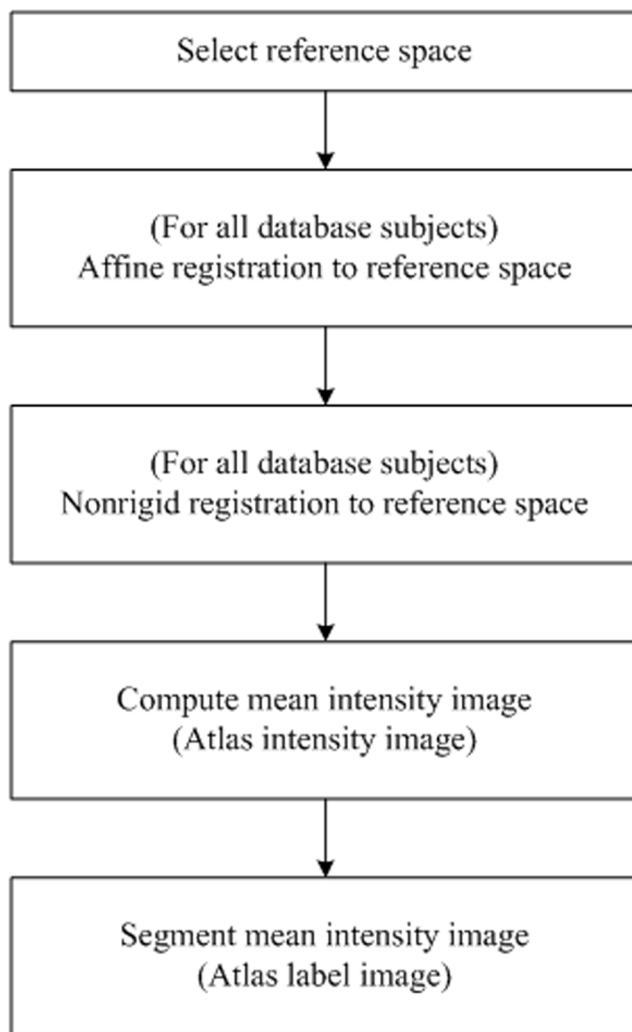 Select reference space
(For all database subjects)
Affine registration to reference space
(For all database subjects)
Nonrigid registration to reference space
Compute mean intensity image
(Atlas intensity image)
Segment mean intensity image
(Atlas label image)